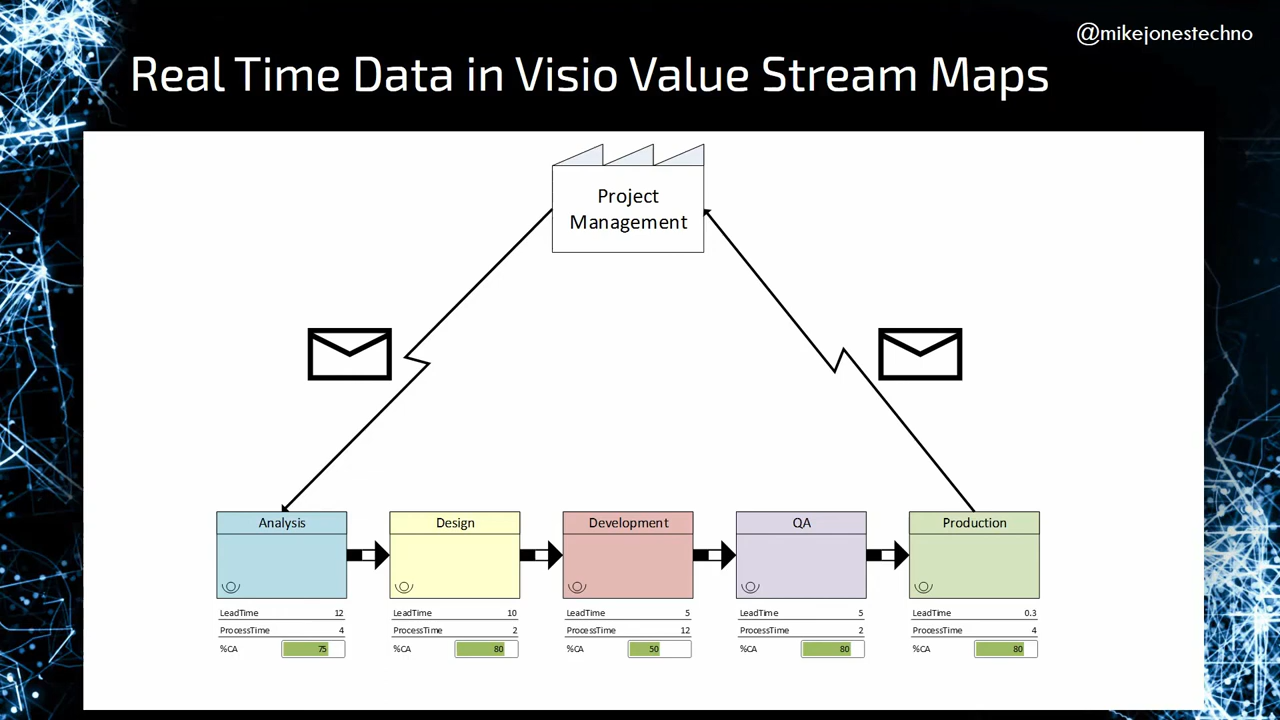 @mikejonestechno
Real Time Data in Visio Value Stream Maps
Project
Management
Analysis
Design
Development
QA
Production
LeadTime 12
ProcessTime 4
%CA 75
LeadTime 10
ProcessTime 2
%CA 80
LeadTime 5
ProcessTime 12
%CA 50
LeadTime 5
ProcessTime 2
%CA 80
LeadTime 0.3
ProcessTime 4
%CA 80